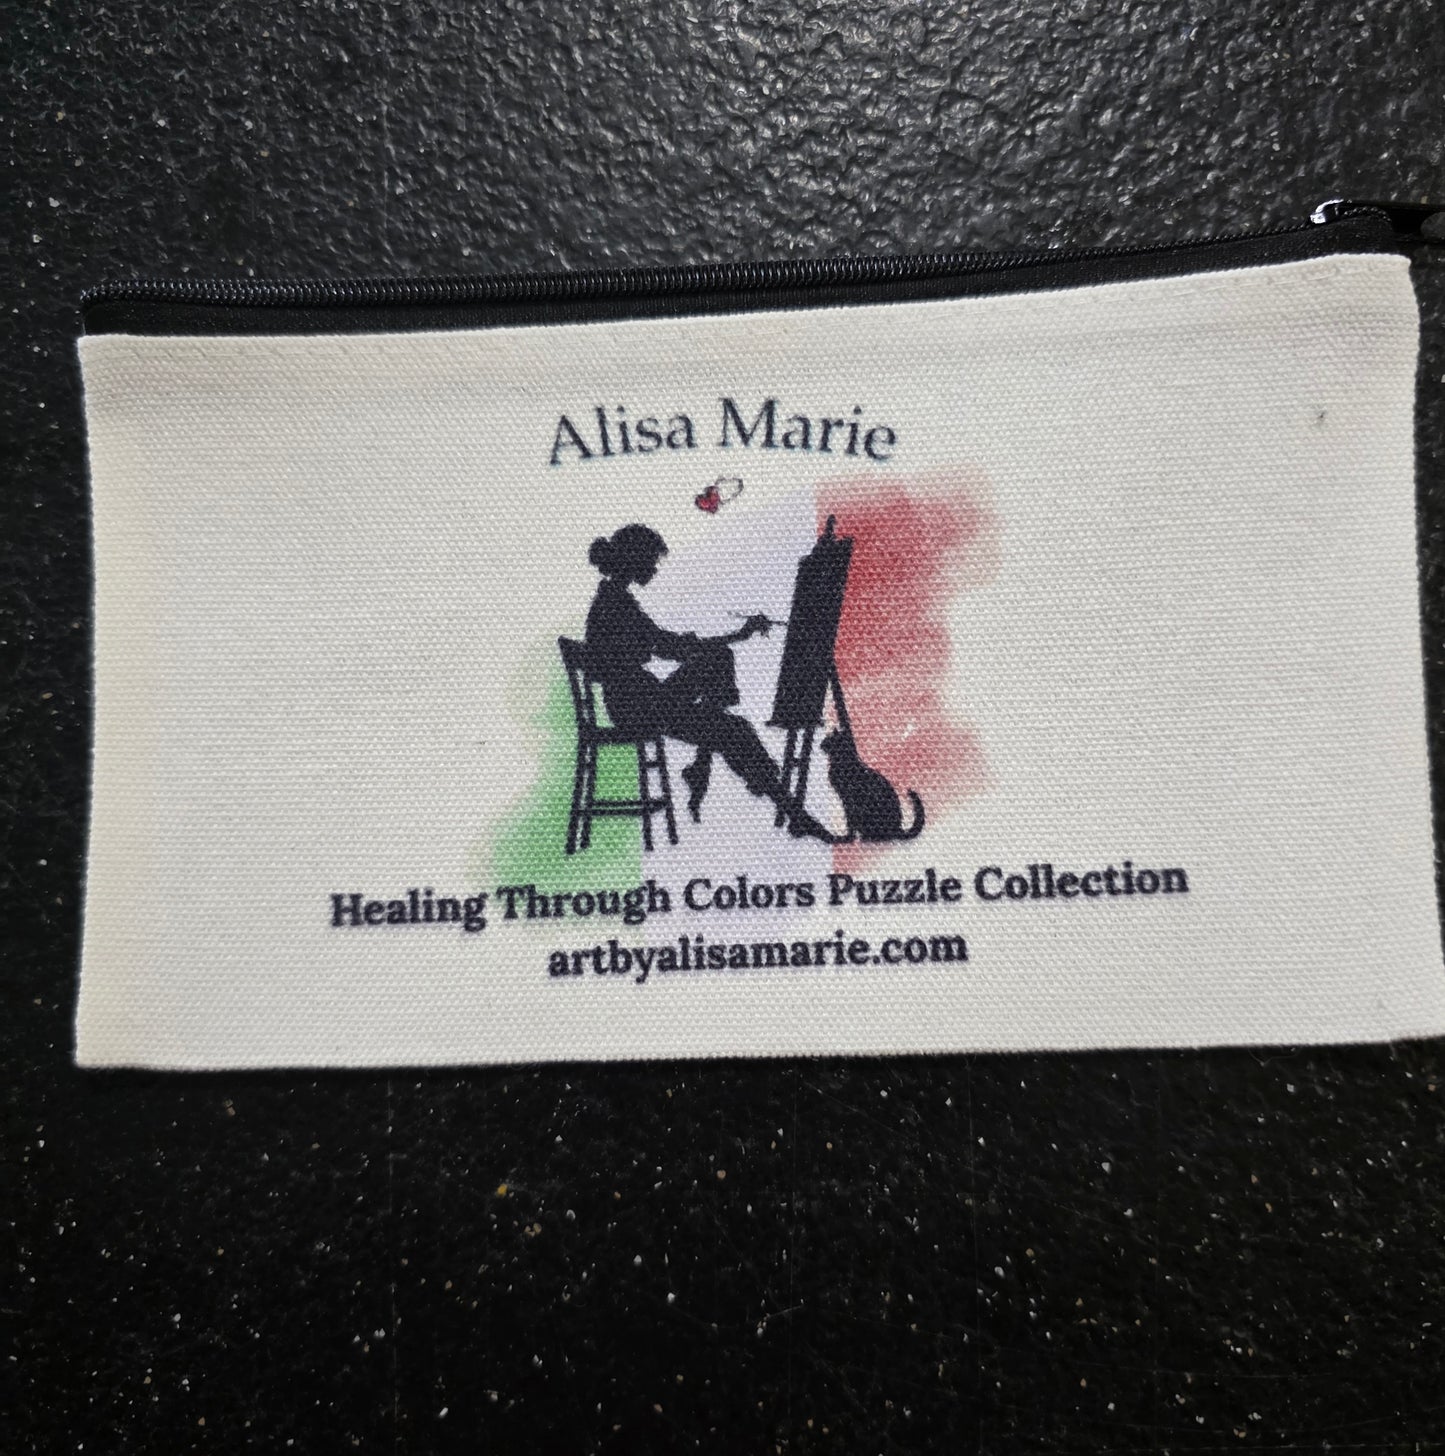 Alisa Marie
Healing Through Colors Puzzle Collection
artbyalisamarie.com